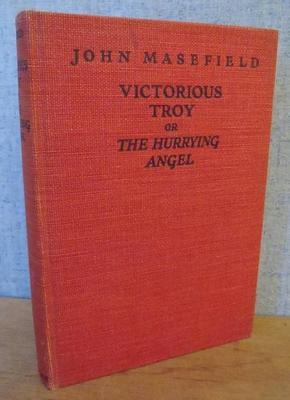 JOHN MASEFIELD
VICTORIOUS
TROY
OR
THE HURRYING
ANGEL